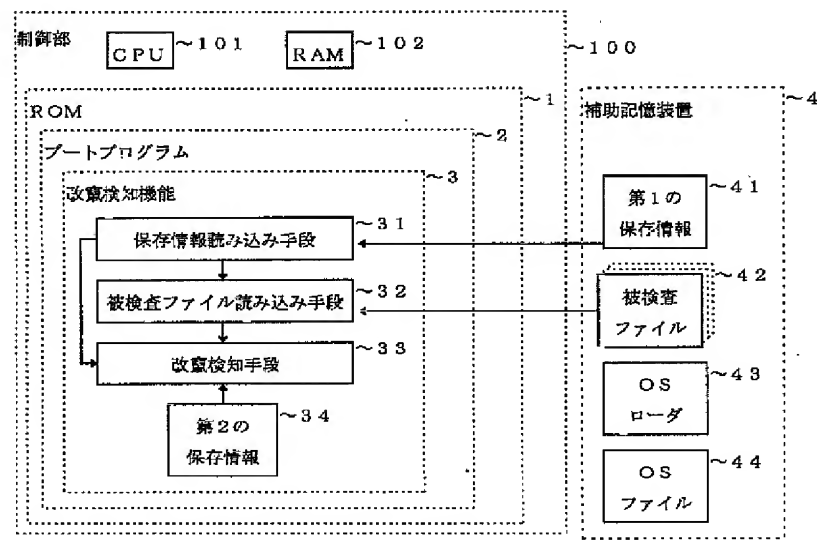 制御部
CPU
~101
RAM
~102
~100
ROM
~1
ブートプログラム
~2
改竄検知機能
~3
保存情報読み込み手段
~31
被検査ファイル読み込み手段
~32
改竄検知手段
~33
第2の
保存情報
~34
補助記憶装置
~4
第1の
保存情報
~41
被検査
ファイル
~42
OS
ローダ
~43
OS
ファイル
~44